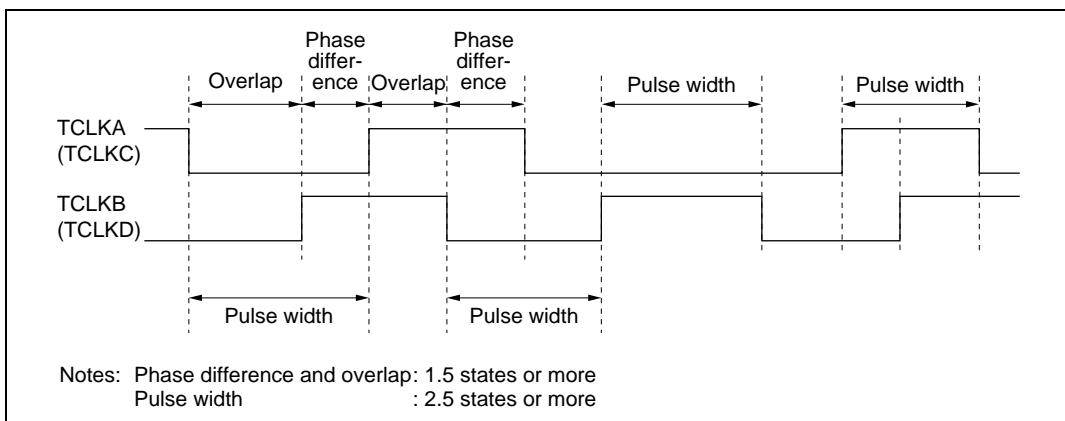 Phase
differ-
ence
Phase
differ-
ence
Overlap
Overlap
Pulse width
Pulse width
TCLKA
(TCLKC)
TCLKB
(TCLKD)
Pulse width
Pulse width
Notes: Phase difference and overlap: 1.5 states or more
Pulse width : 2.5 states or more